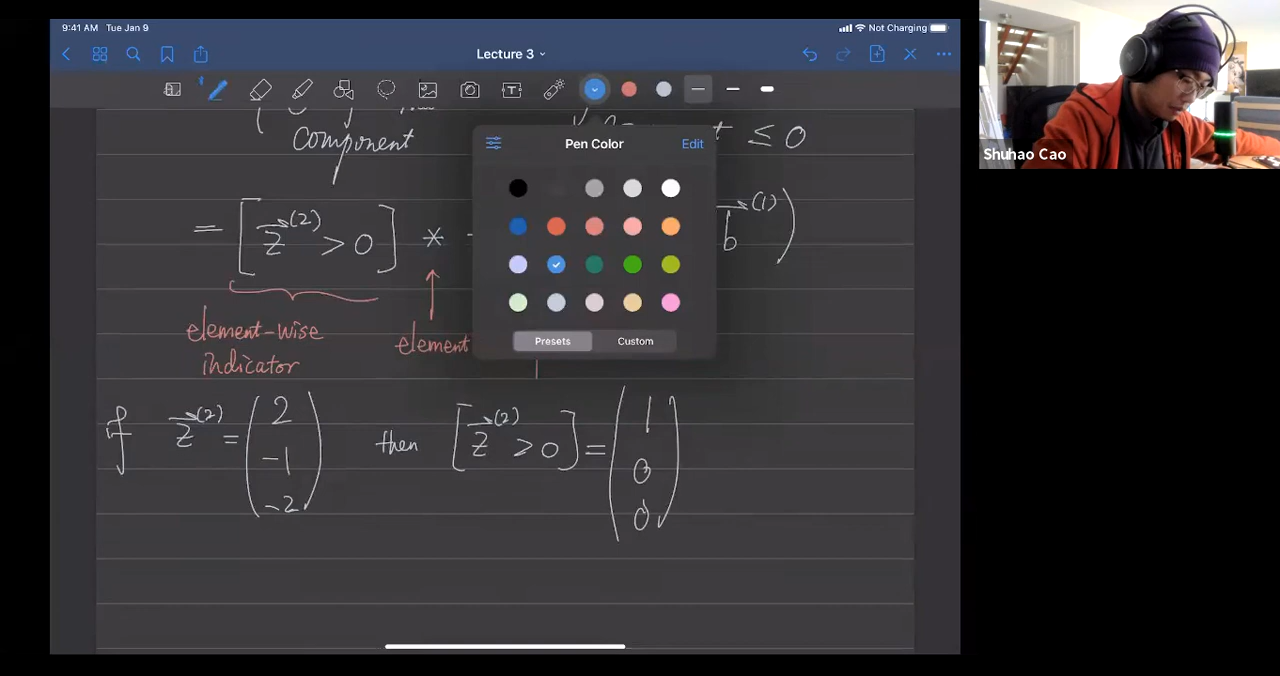 9:41 AM Tue Jan 9
Not Charging
Lecture 3
Component
t ≤ 0
Pen Color
Edit
Shuhao Cao
= [z⃗⁽²⁾ > 0] *
b⃗⁽¹⁾)
Presets
Custom
element-wise
indicator
element
If z⃗⁽²⁾ = (2 -1 -2) then [z⃗⁽²⁾ > 0] = (1 0 0)